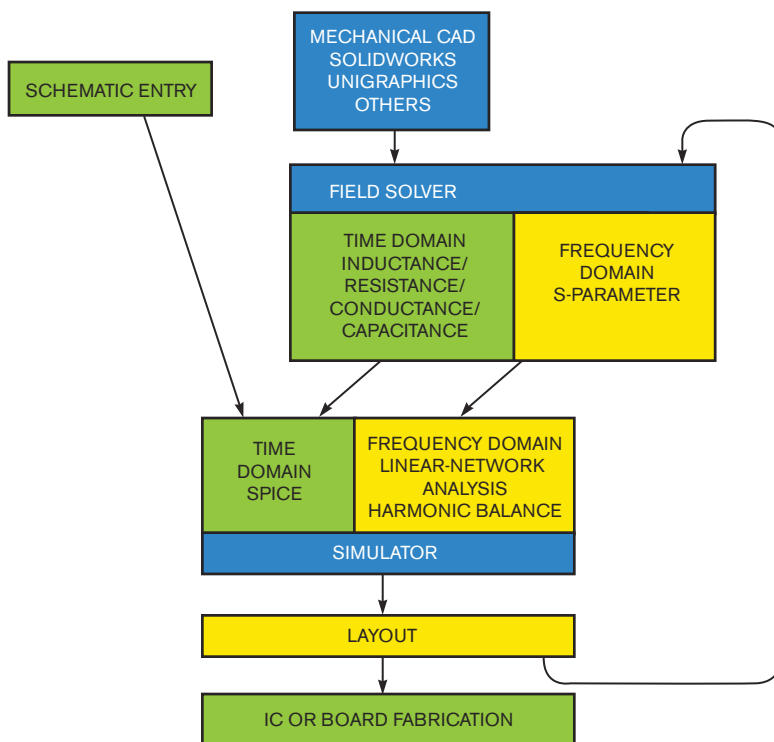 MECHANICAL CAD
SOLIDWORKS
UNIGRAPHICS
OTHERS
SCHEMATIC ENTRY
FIELD SOLVER
TIME DOMAIN
INDUCTANCE/
RESISTANCE/
CONDUCTANCE/
CAPACITANCE
FREQUENCY
DOMAIN
S-PARAMETER
TIME
DOMAIN
SPICE
FREQUENCY DOMAIN
LINEAR-NETWORK
ANALYSIS
HARMONIC BALANCE
SIMULATOR
LAYOUT
IC OR BOARD FABRICATION